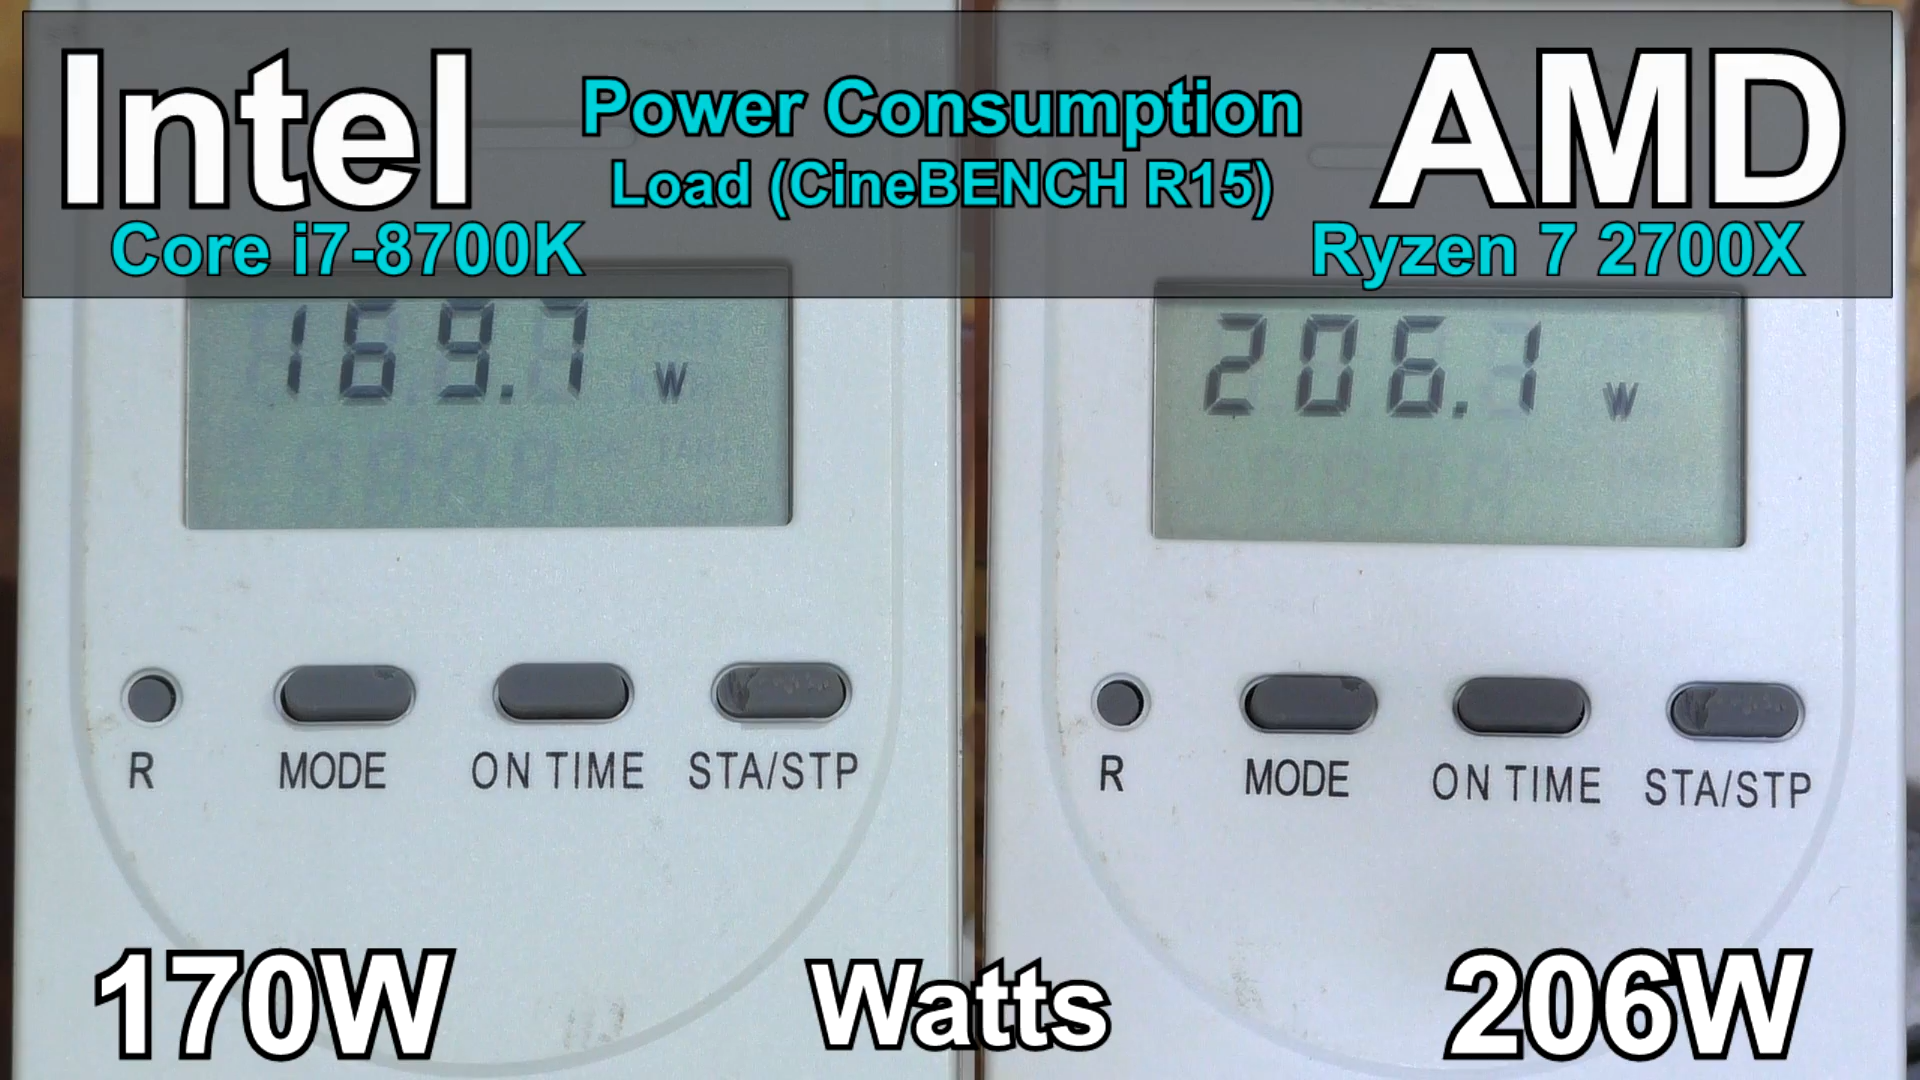 Intel
Power Consumption
AMD
Load (CineBENCH R15)
Core i7-8700K
Ryzen 7 2700X
169.7 W
206.1 W
R MODE ON TIME STA/STP
R MODE ON TIME STA/STP
170W
Watts
206W